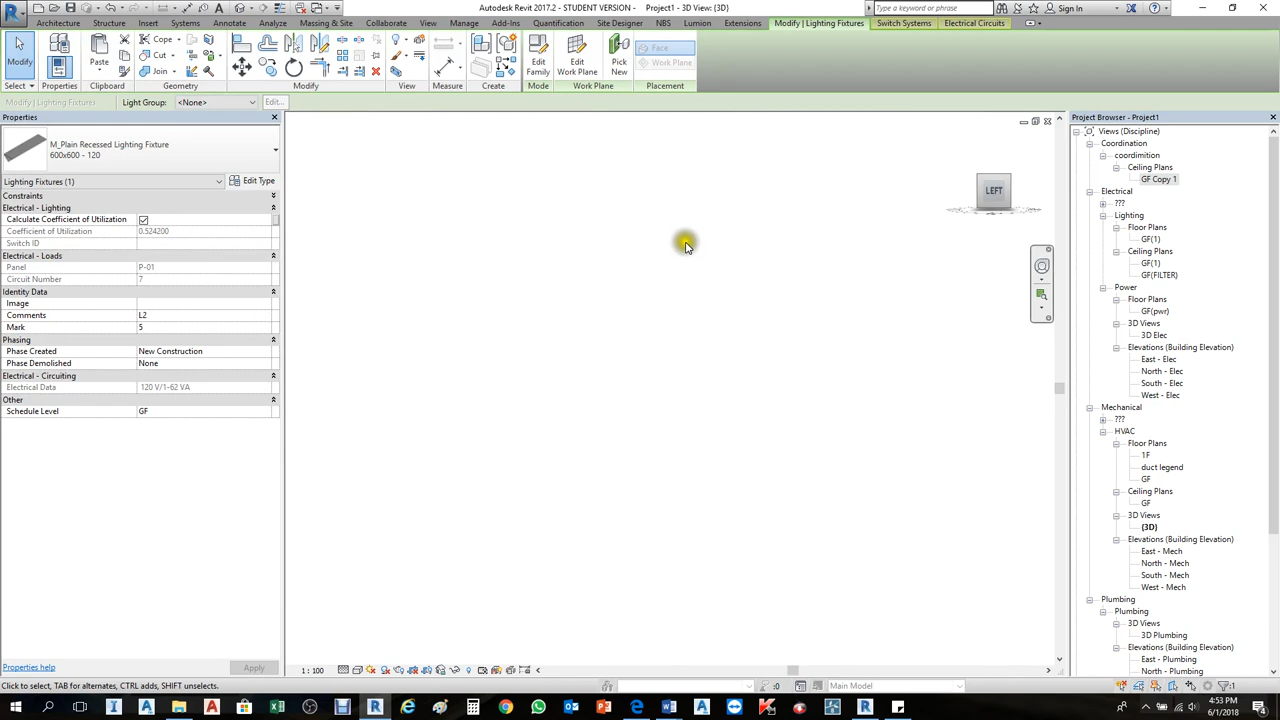 Autodesk Revit 2017.2 - STUDENT VERSION - Project1 - 3D View: {3D}
Type a keyword or phrase
Sign In
Architecture Structure Insert Systems Annotate Analyze Massing & Site Collaborate View Manage Add-Ins Quantification Site Designer NBS Lumion Extensions Modify | Lighting Fixtures Switch Systems Electrical Circuits
Modify
Paste
Cope
Cut
Join
Edit Family
Edit Work Plane
Pick New
Face
Work Plane
Select Properties Clipboard Geometry Modify View Measure Create Mode Work Plane Placement
Modify | Lighting Fixtures Light Group: <None> Edit...
Properties
M_Plain Recessed Lighting Fixture
600x600 - 120
Lighting Fixtures (1) Edit Type
Constraints
Electrical - Lighting
Calculate Coefficient of Utilization
Coefficient of Utilization 0.524200
Switch ID
Electrical - Loads
Panel P-01
Circuit Number 7
Identity Data
Image
Comments L2
Mark 5
Phasing
Phase Created New Construction
Phase Demolished None
Electrical - Circuiting
Electrical Data 120 V/1-62 VA
Other
Schedule Level GF
Properties help Apply
LEFT
1 : 100
Project Browser - Project1
Views (Discipline)
Coordination
coordimition
Ceiling Plans
GF Copy 1
Electrical
???
Lighting
Floor Plans
GF(1)
Ceiling Plans
GF(1)
GF(FILTER)
Power
Floor Plans
GF(pwr)
3D Views
3D Elec
Elevations (Building Elevation)
East - Elec
North - Elec
South - Elec
West - Elec
Mechanical
???
HVAC
Floor Plans
1F
duct legend
GF
Ceiling Plans
GF
3D Views
{3D}
Elevations (Building Elevation)
East - Mech
North - Mech
South - Mech
West - Mech
Plumbing
Plumbing
3D Views
3D Plumbing
Elevations (Building Elevation)
East - Plumbing
North - Plumbing
Click to select, TAB for alternates, CTRL adds, SHIFT unselects.
:0
Main Model
:1
4:53 PM
6/1/2018